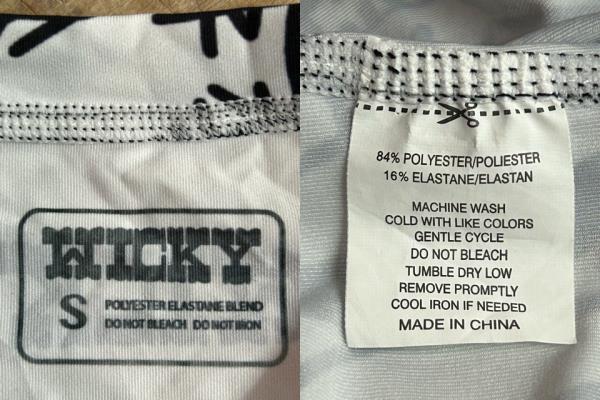 WICKY
S
POLYESTER ELASTANE BLEND
DO NOT BLEACH DO NOT IRON
84% POLYESTER/POLIESTER
16% ELASTANE/ELASTAN
MACHINE WASH
COLD WITH LIKE COLORS
GENTLE CYCLE
DO NOT BLEACH
TUMBLE DRY LOW
REMOVE PROMPTLY
COOL IRON IF NEEDED
MADE IN CHINA